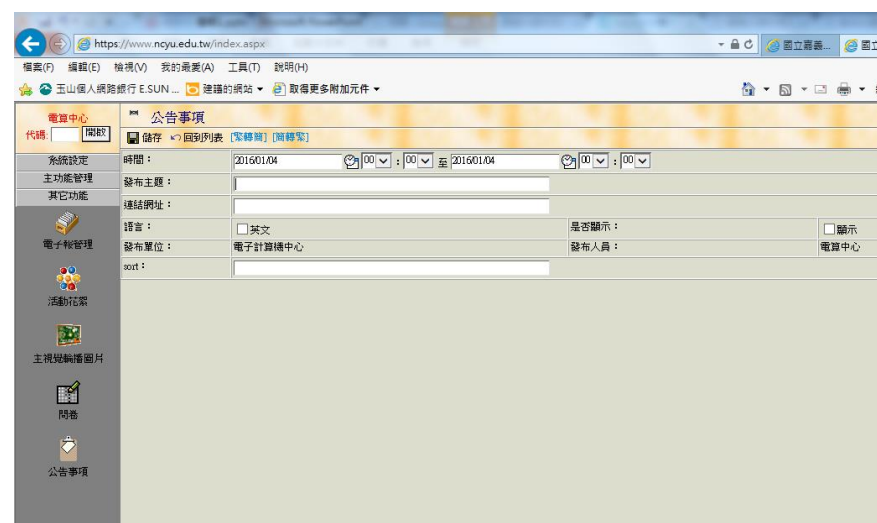 https://www.ncyu.edu.tw/index.aspx
國立嘉義...
國立
檔案(F) 編輯(E) 檢視(V) 我的最愛(A) 工具(T) 說明(H)
玉山個人網路銀行 E.SUN ... 建議的網站 取得更多附加元件
電算中心
代碼: 開啟
公告事項
儲存 回到列表 [繁轉簡] [簡轉繁]
系統設定
主功能管理
其它功能
電子報管理
活動花絮
主視覺輪播圖片
問卷
公告事項
時間： 2016/01/04 00 : 00 至 2016/01/04 00 : 00
發布主題：
連結網址：
語言： 英文 是否顯示： 顯示
發布單位： 電子計算機中心 發布人員： 電算中心
sort：